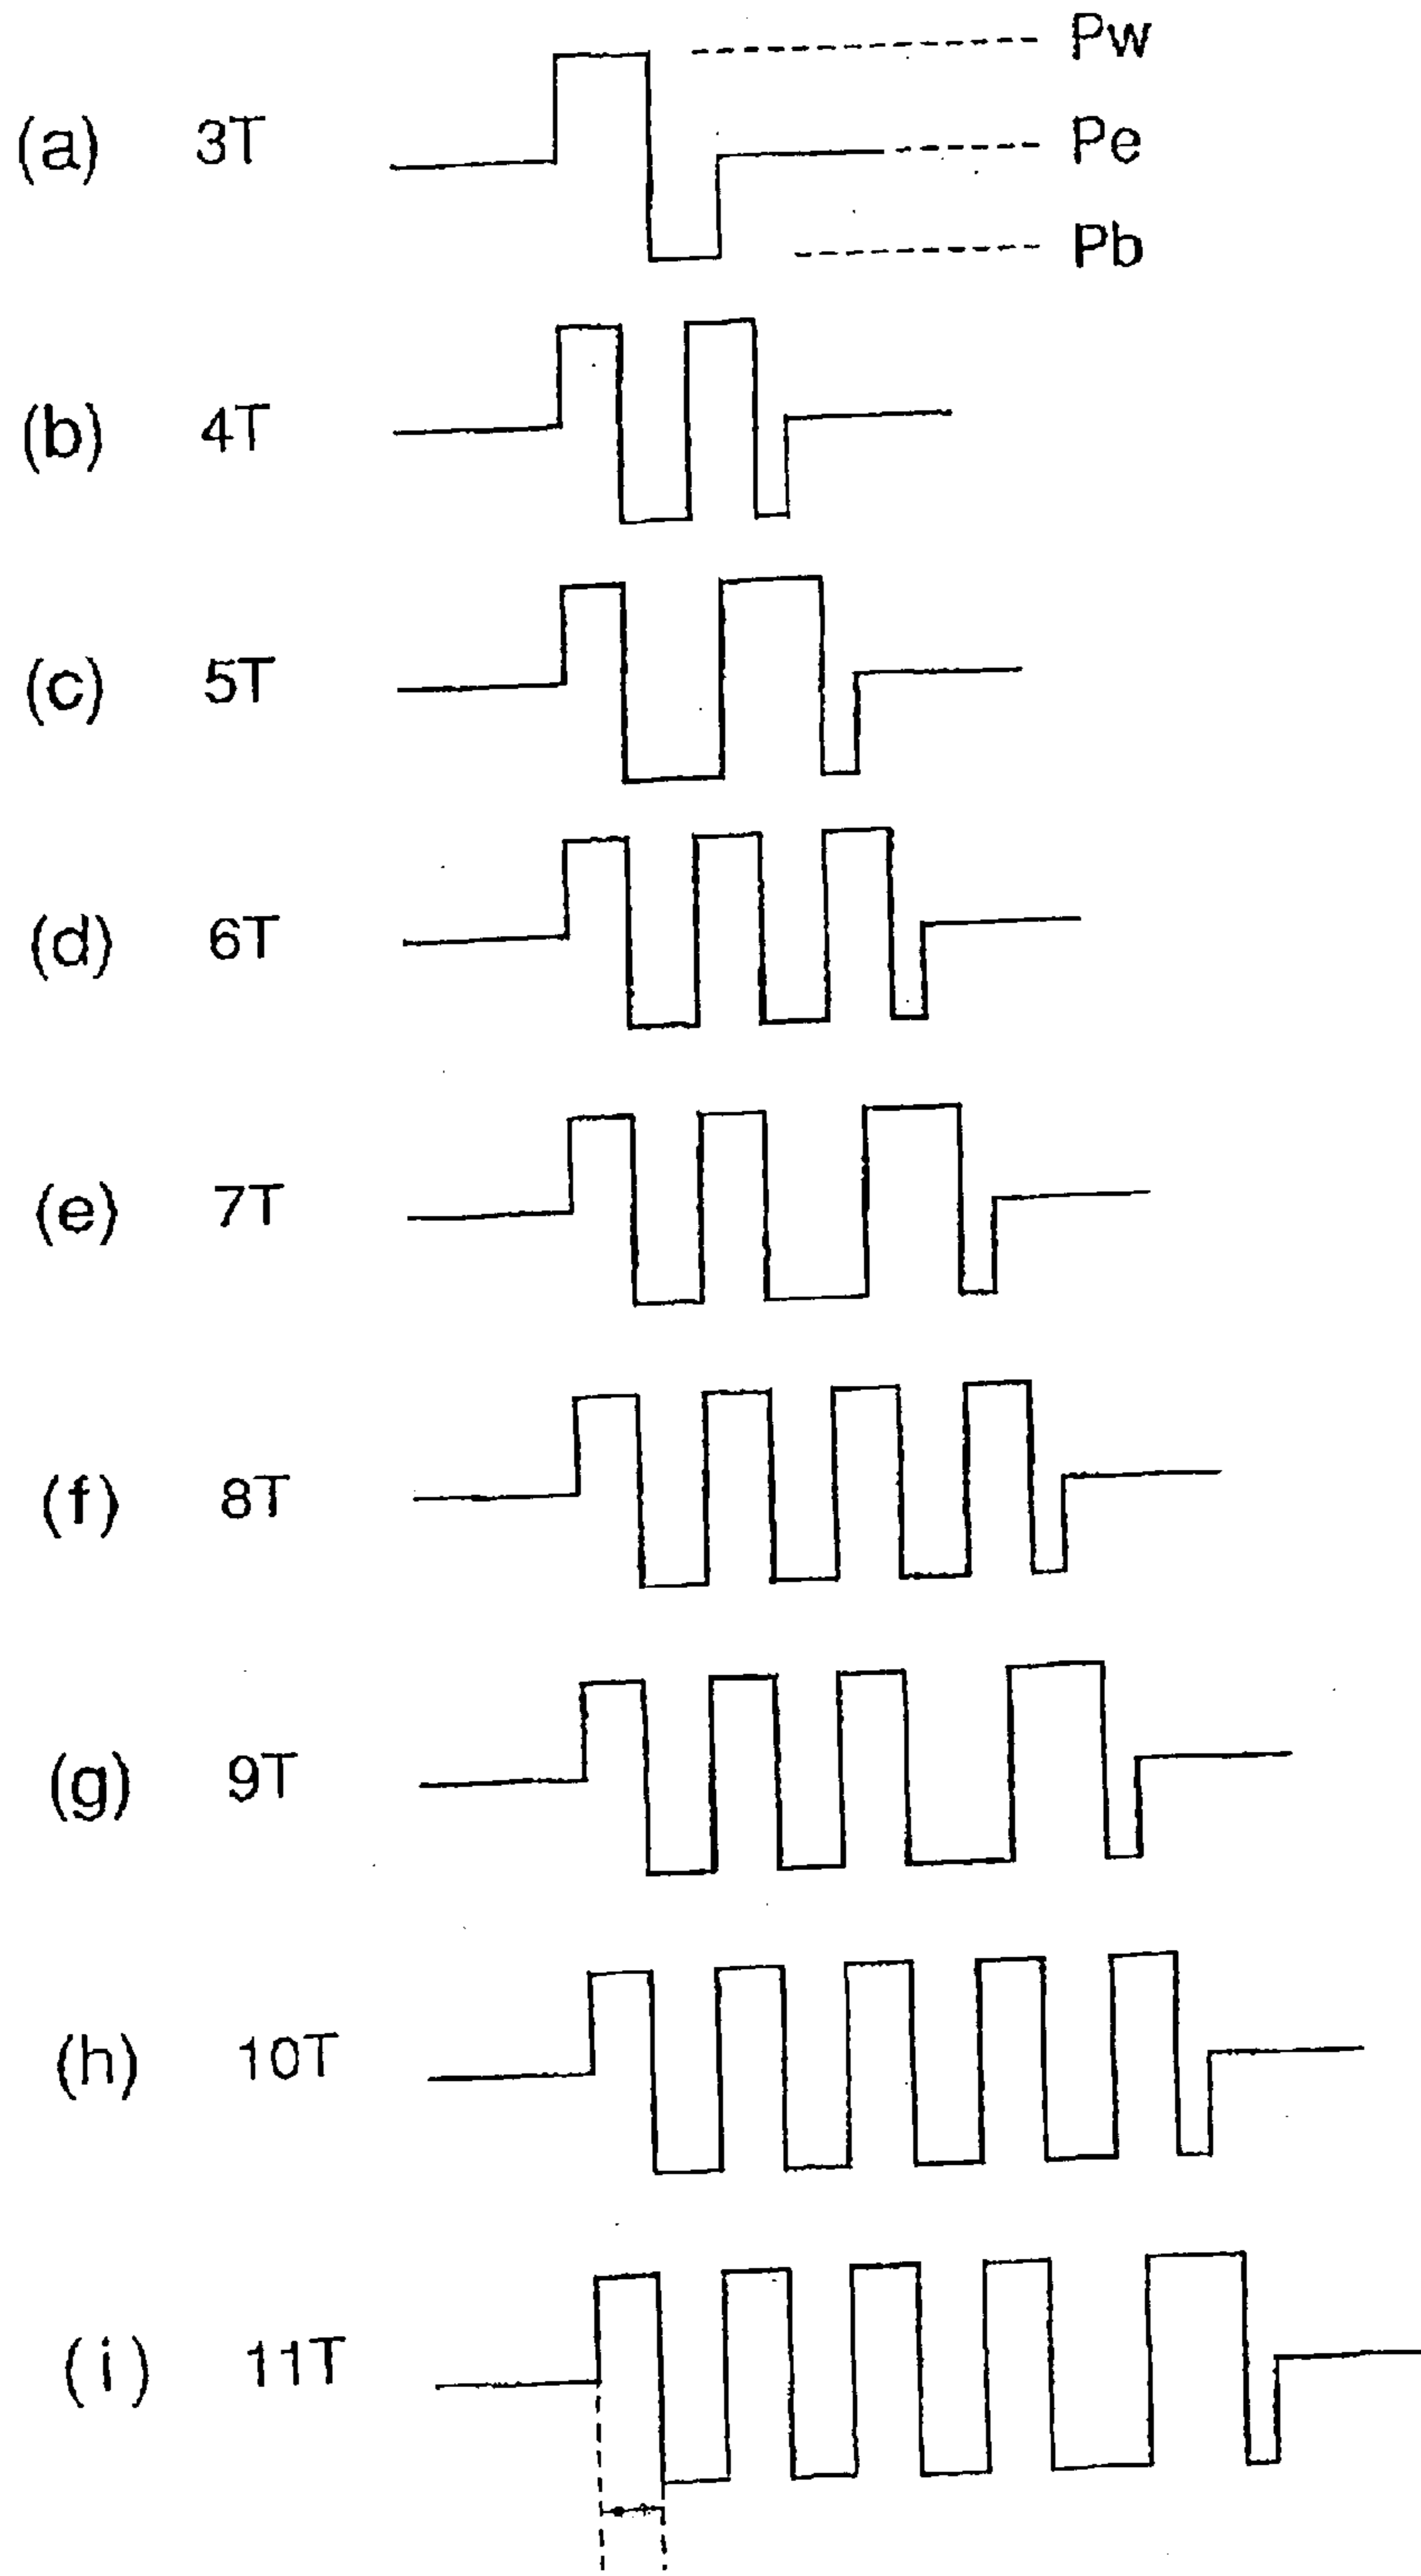 Pw
(a) 3T Pe
Pb
(b) 4T
(c) 5T
(d) 6T
(e) 7T
(f) 8T
(g) 9T
(h) 10T
(i) 11T